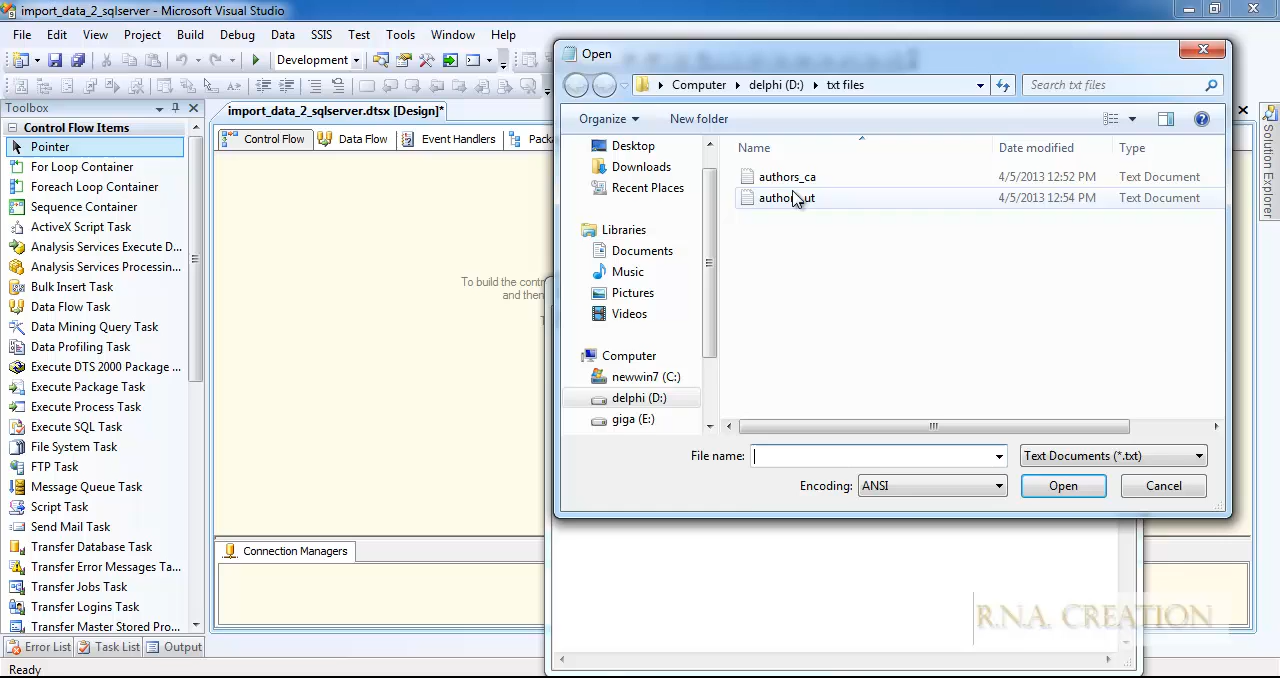 import_data_2_sqlserver - Microsoft Visual Studio
File Edit View Project Build Debug Data SSIS Test Tools Window Help
Development
Toolbox
Control Flow Items
Pointer
For Loop Container
Foreach Loop Container
Sequence Container
ActiveX Script Task
Analysis Services Execute D...
Analysis Services Processin...
Bulk Insert Task
Data Flow Task
Data Mining Query Task
Data Profiling Task
Execute DTS 2000 Package ...
Execute Package Task
Execute Process Task
Execute SQL Task
File System Task
FTP Task
Message Queue Task
Script Task
Send Mail Task
Transfer Database Task
Transfer Error Messages Ta...
Transfer Jobs Task
Transfer Logins Task
Transfer Master Stored Pro...
Error List Task List Output
Ready
import_data_2_sqlserver.dtsx [Design]*
Control Flow Data Flow Event Handlers Pack
To build the contr
and then
T
Connection Managers
Open
Computer delphi (D:) txt files
Search txt files
Organize New folder
Desktop
Downloads
Recent Places
Libraries
Documents
Music
Pictures
Videos
Computer
newwin7 (C:)
delphi (D:)
giga (E:)
Name Date modified Type
authors_ca 4/5/2013 12:52 PM Text Document
4/5/2013 12:54 PM Text Document
File name: Text Documents (*.txt)
Encoding: ANSI Open Cancel
Solution Explorer
R.N.A. CREATION